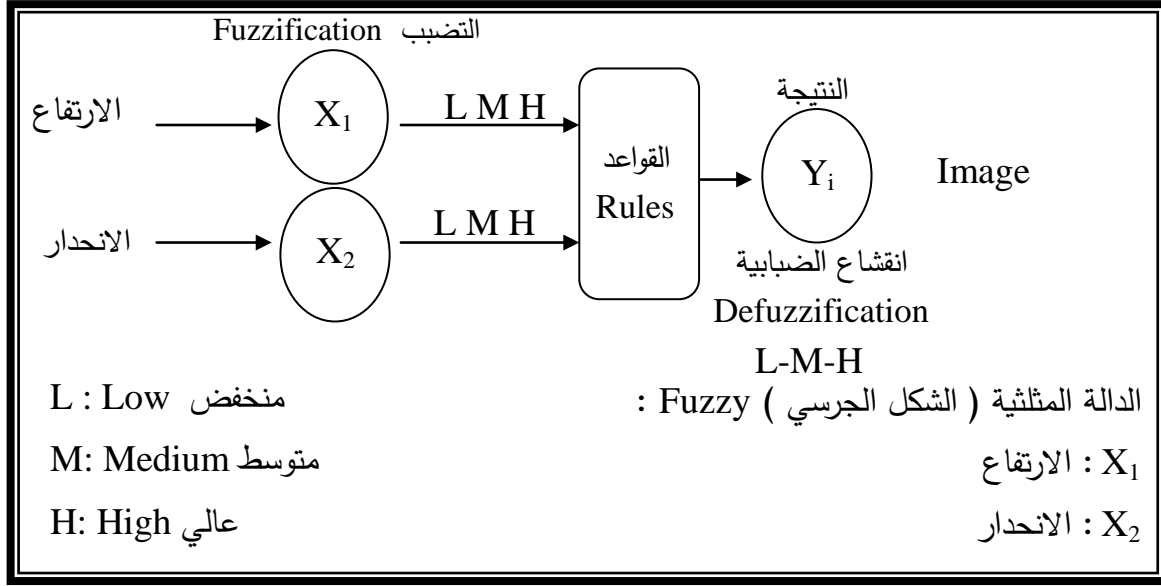 Fuzzification التضبب
الارتفاع
X₁
L M H
الانحدار
X₂
L M H
القواعد
Rules
النتيجة
Yᵢ
Image
انقشاع الضبابية
Defuzzification
L-M-H
الدالة المثلثية ( الشكل الجرسي ) Fuzzy :
X₁ : الارتفاع
X₂ : الانحدار
L : Low منخفض
M: Medium متوسط
H: High عالي